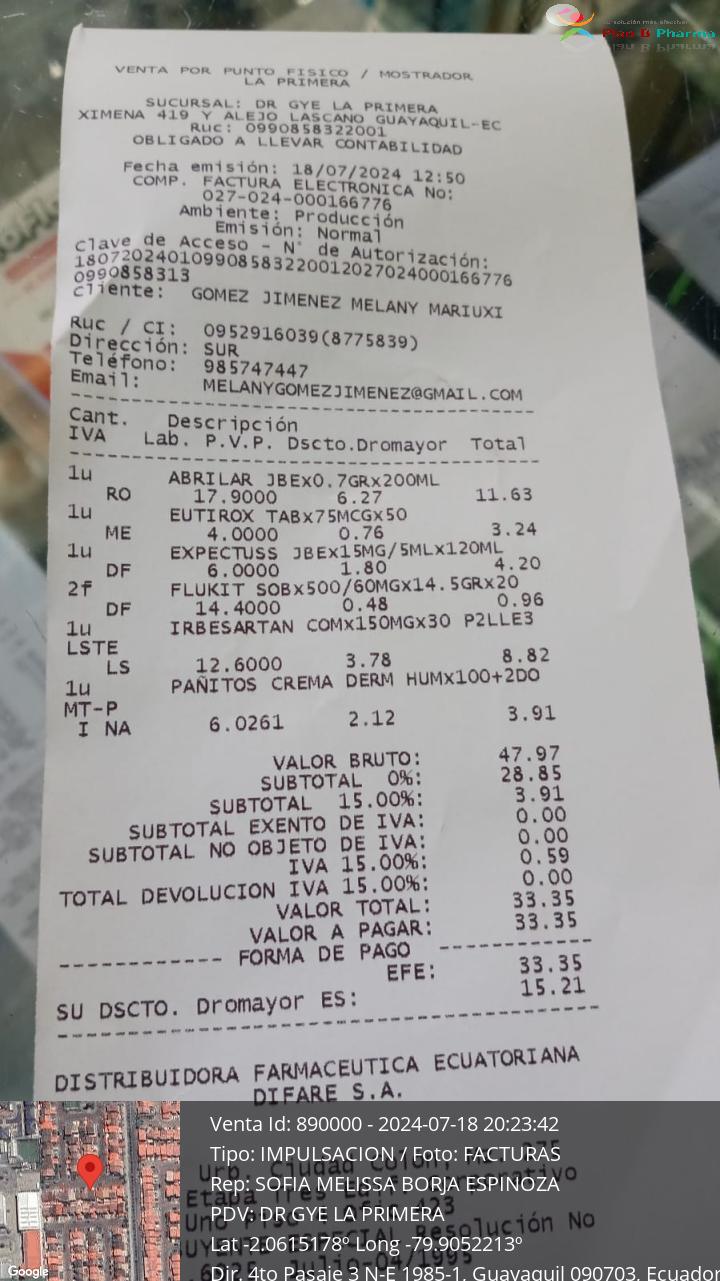 tu solución más efectiva
Plan B Pharma
VENTA POR PUNTO FISICO / MOSTRADOR
LA PRIMERA
SUCURSAL: DR GYE LA PRIMERA
XIMENA 419 Y ALEJO LASCANO GUAYAQUIL-EC
Ruc: 0990858322001
OBLIGADO A LLEVAR CONTABILIDAD
Fecha emisión: 18/07/2024 12:50
COMP. FACTURA ELECTRONICA No:
027-024-000166776
Ambiente: Producción
Emisión: Normal
Clave de Acceso - N° de Autorización:
180720240109908583220012027024000166776
0990858313
Cliente: GOMEZ JIMENEZ MELANY MARIUXI
Ruc / CI: 0952916039(8775839)
Dirección: SUR
Teléfono: 985747447
Email: MELANYGOMEZJIMENEZ@GMAIL.COM
Cant. Descripción
IVA Lab. P.V.P. Dscto.Dromayor Total
1u ABRILAR JBEx0.7GRx200ML
RO 17.9000 6.27 11.63
1u EUTIROX TABx75MCGx50
ME 4.0000 0.76 3.24
1u EXPECTUSS JBEx15MG/5MLx120ML
DF 6.0000 1.80 4.20
2f FLUKIT SOBx500/60MGx14.5GRx20
DF 14.4000 0.48 0.96
1u IRBESARTAN COMx150MGx30 P2LLE3
LSTE
LS 12.6000 3.78 8.82
1u PAÑITOS CREMA DERM HUMx100+2DO
MT-P
I NA 6.0261 2.12 3.91
VALOR BRUTO: 47.97
SUBTOTAL 0%: 28.85
SUBTOTAL 15.00%: 3.91
SUBTOTAL EXENTO DE IVA: 0.00
SUBTOTAL NO OBJETO DE IVA: 0.00
IVA 15.00%: 0.59
TOTAL DEVOLUCION IVA 15.00%: 0.00
VALOR TOTAL: 33.35
VALOR A PAGAR: 33.35
------------ FORMA DE PAGO ------------
EFE: 33.35
SU DSCTO. Dromayor ES: 15.21
DISTRIBUIDORA FARMACEUTICA ECUATORIANA
DIFARE S.A.
Venta Id: 890000 - 2024-07-18 20:23:42
Tipo: IMPULSACION / Foto: FACTURAS
Rep: SOFIA MELISSA BORJA ESPINOZA
PDV: DR GYE LA PRIMERA
Lat -2.0615178º Long -79.9052213º
Dir. 4to Pasaje 3 N-E 1985-1, Guayaquil 090703, Ecuador
Google